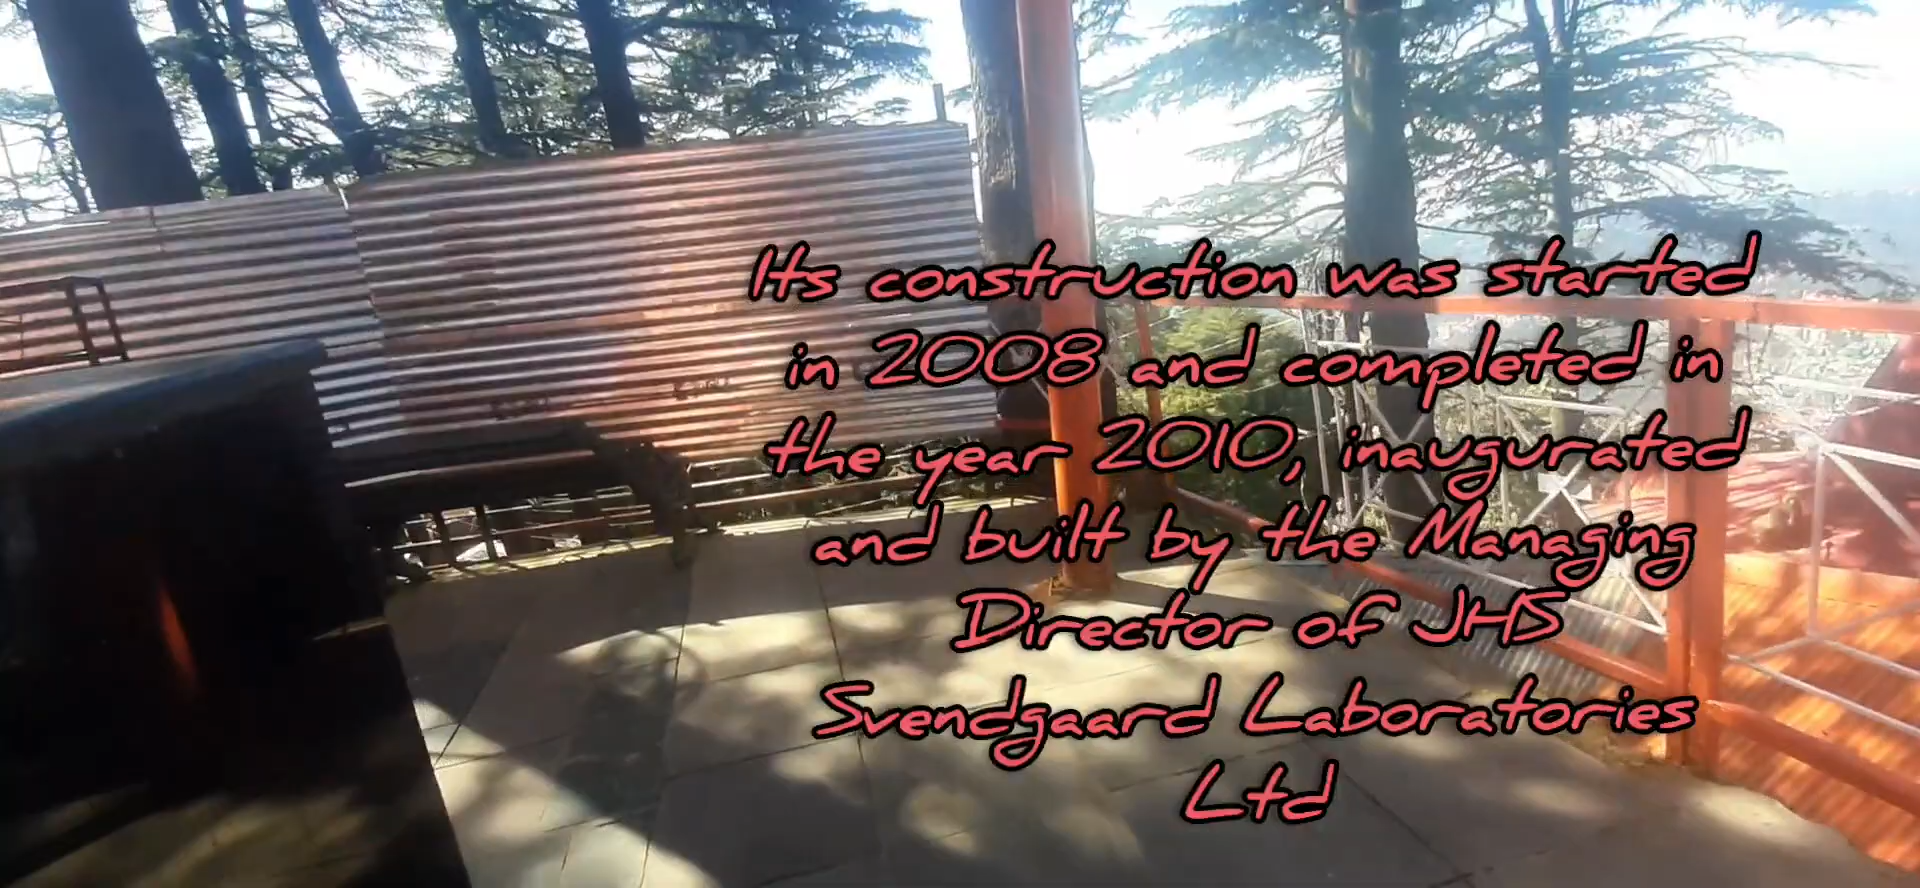 Its construction was started
in 2008 and completed in
the year 2010, inaugurated
and built by the Managing
Director of JHS
Svendgaard Laboratories
Ltd